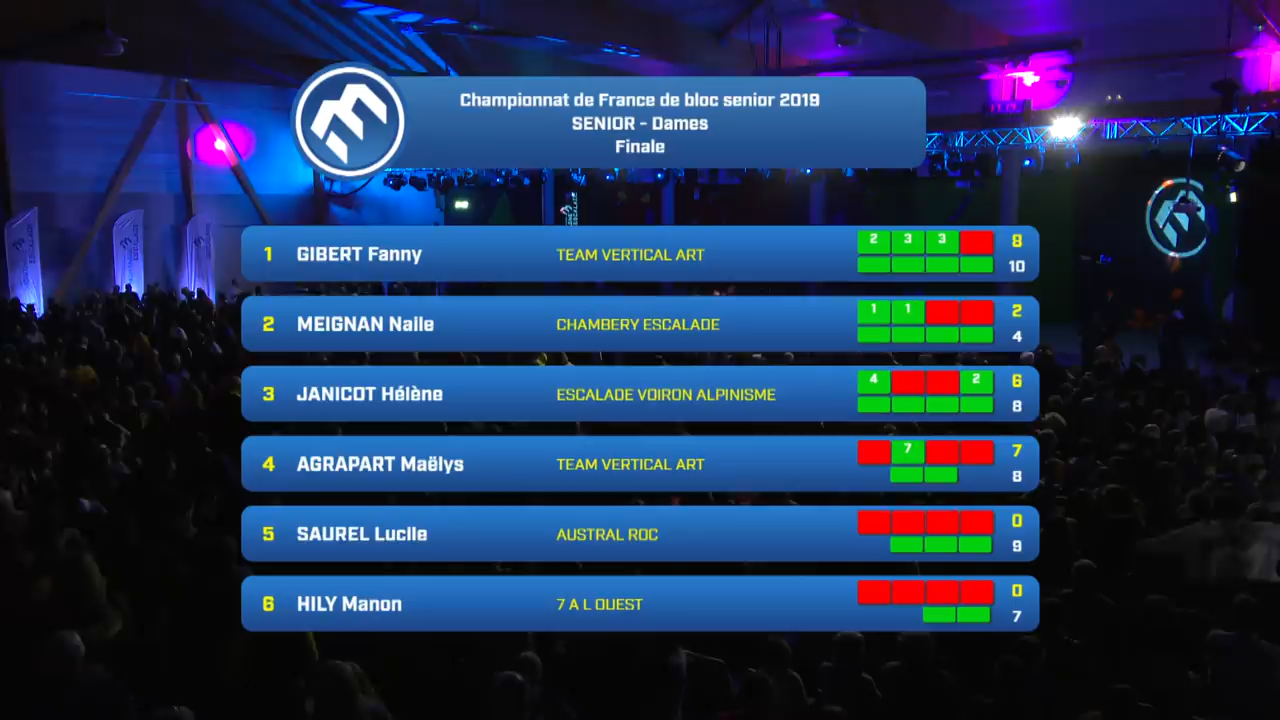 Championnat de France de bloc senior 2019
SENIOR - Dames
Finale
1 GIBERT Fanny TEAM VERTICAL ART 2 3 3 8
10
2 MEIGNAN Naile CHAMBERY ESCALADE 1 1 2
4
3 JANICOT Hélène ESCALADE VOIRON ALPINISME 4 2 6
8
4 AGRAPART Maëlys TEAM VERTICAL ART 7 7
8
5 SAUREL Lucile AUSTRAL ROC 0
9
6 HILY Manon 7 A L OUEST 0
7